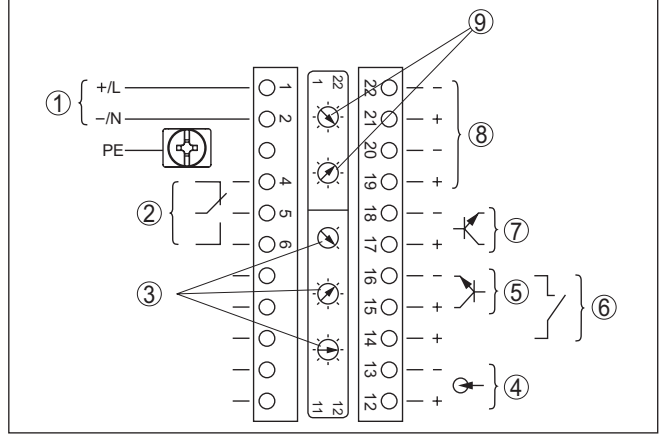 ⑨
1 22
① +/L 1 22 −
−/N 2 21 + ⑧
PE 20 −
4 19 +
② 5 18 − ⑦
6 17 +
③ 16 − ⑤ ⑥
15 +
14 +
13 − ④
11 12 12 +